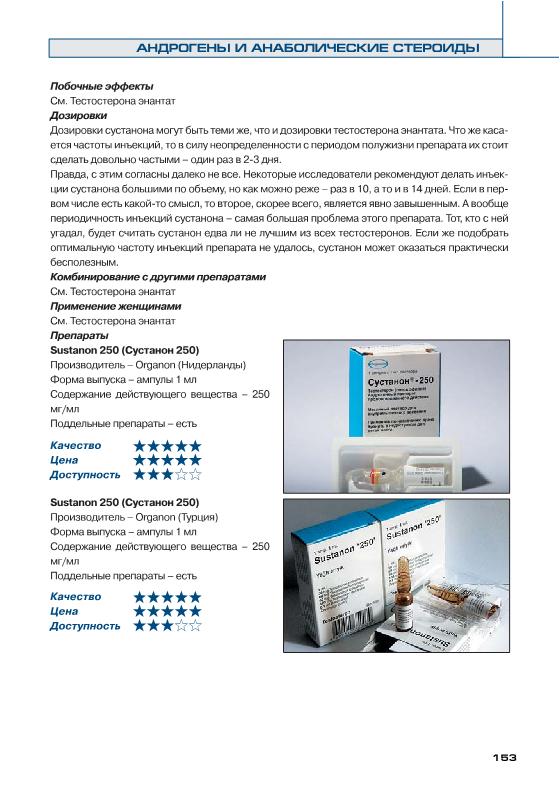 АНДРОГЕНЫ И АНАБОЛИЧЕСКИЕ СТЕРОИДЫ
Побочные эффекты
См. Тестостерона энантат
Дозировки
Дозировки сустанона могут быть теми же, что и дозировки тестостерона энантата. Что же каса-
ется частоты инъекций, то в силу неопределенности с периодом полужизни препарата их стоит
сделать довольно частыми – один раз в 2-3 дня.
Правда, с этим согласны далеко не все. Некоторые исследователи рекомендуют делать инъек-
ции сустанона большими по объему, но как можно реже – раз в 10, а то и в 14 дней. Если в пер-
вом числе есть какой-то смысл, то второе, скорее всего, является явно завышенным. А вообще
периодичность инъекций сустанона – самая большая проблема этого препарата. Тот, кто с ней
угадал, будет считать сустанон едва ли не лучшим из всех тестостеронов. Если же подобрать
оптимальную частоту инъекций препарата не удалось, сустанон может оказаться практически
бесполезным.
Комбинирование с другими препаратами
См. Тестостерона энантат
Применение женщинами
См. Тестостерона энантат
Препараты
Sustanon 250 (Сустанон 250)
Производитель – Organon (Нидерланды)
Форма выпуска – ампулы 1 мл
Содержание действующего вещества – 250
мг/мл
Поддельные препараты – есть
Качество
Цена
Доступность
Сустанон®-250
Sustanon 250 (Сустанон 250)
Производитель – Organon (Турция)
Форма выпуска – ампулы 1 мл
Содержание действующего вещества – 250
мг/мл
Поддельные препараты – есть
Качество
Цена
Доступность
Sustanon "250"
Sustanon "250"
Sustanon
153